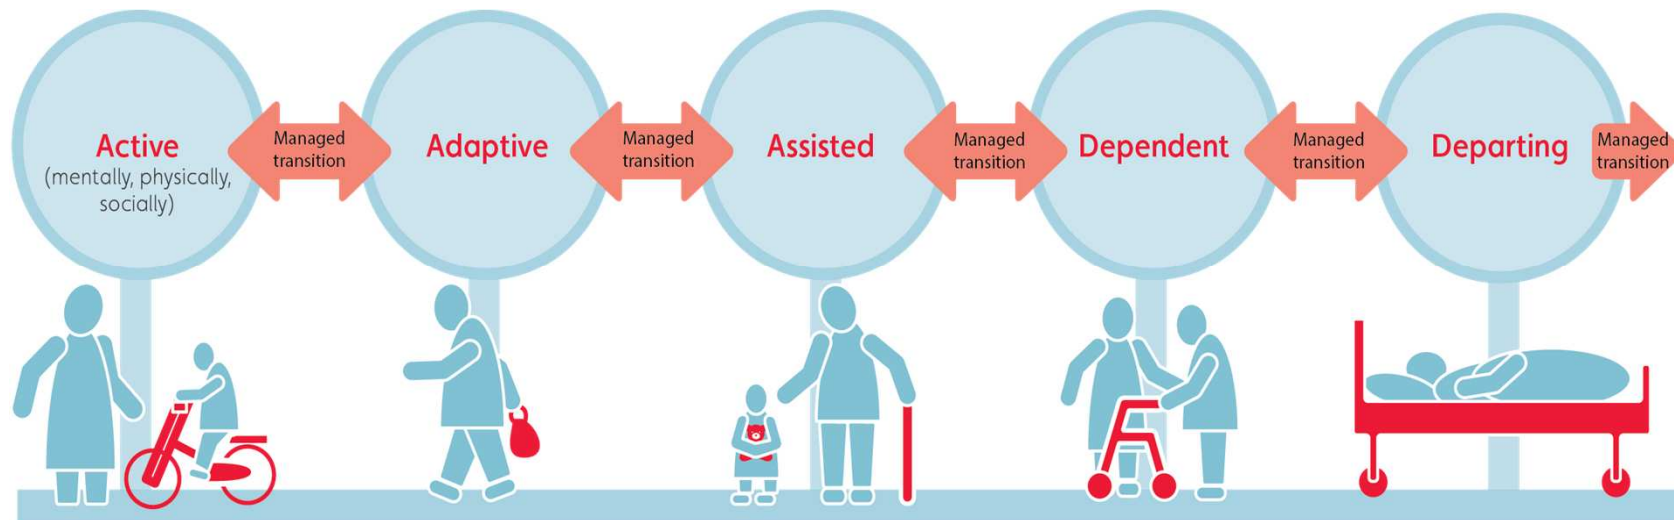 Active
(mentally, physically,
socially)
Managed
transition
Adaptive
Managed
transition
Assisted
Managed
transition
Dependent
Managed
transition
Departing
Managed
transition